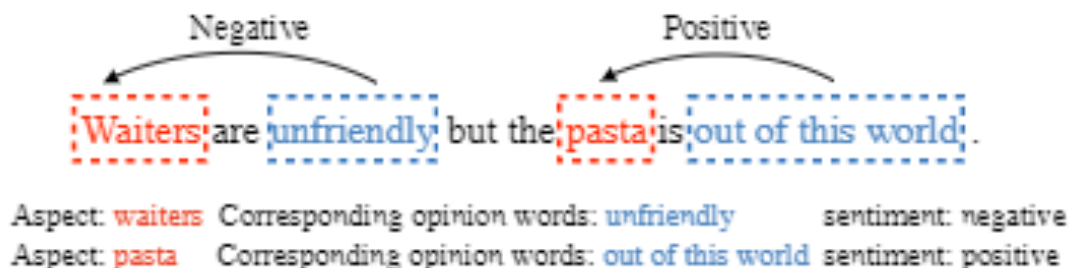 Negative Positive
Waiters are unfriendly but the pasta is out of this world .
Aspect: waiters Corresponding opinion words: unfriendly sentiment: negative
Aspect: pasta Corresponding opinion words: out of this world sentiment: positive